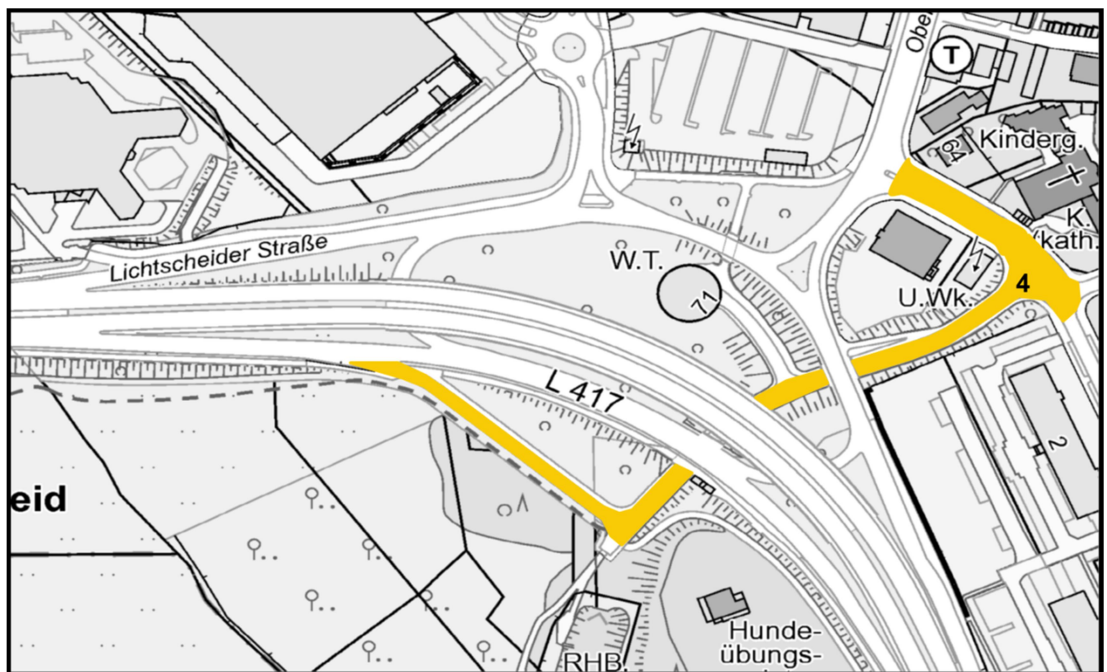 Obe
T
Kinderg.
64
K.
(kath.
Lichtscheider Straße
W.T.
71
4
U.Wk.
L 417
2
eid
Hunde-
übungs-
RHB.